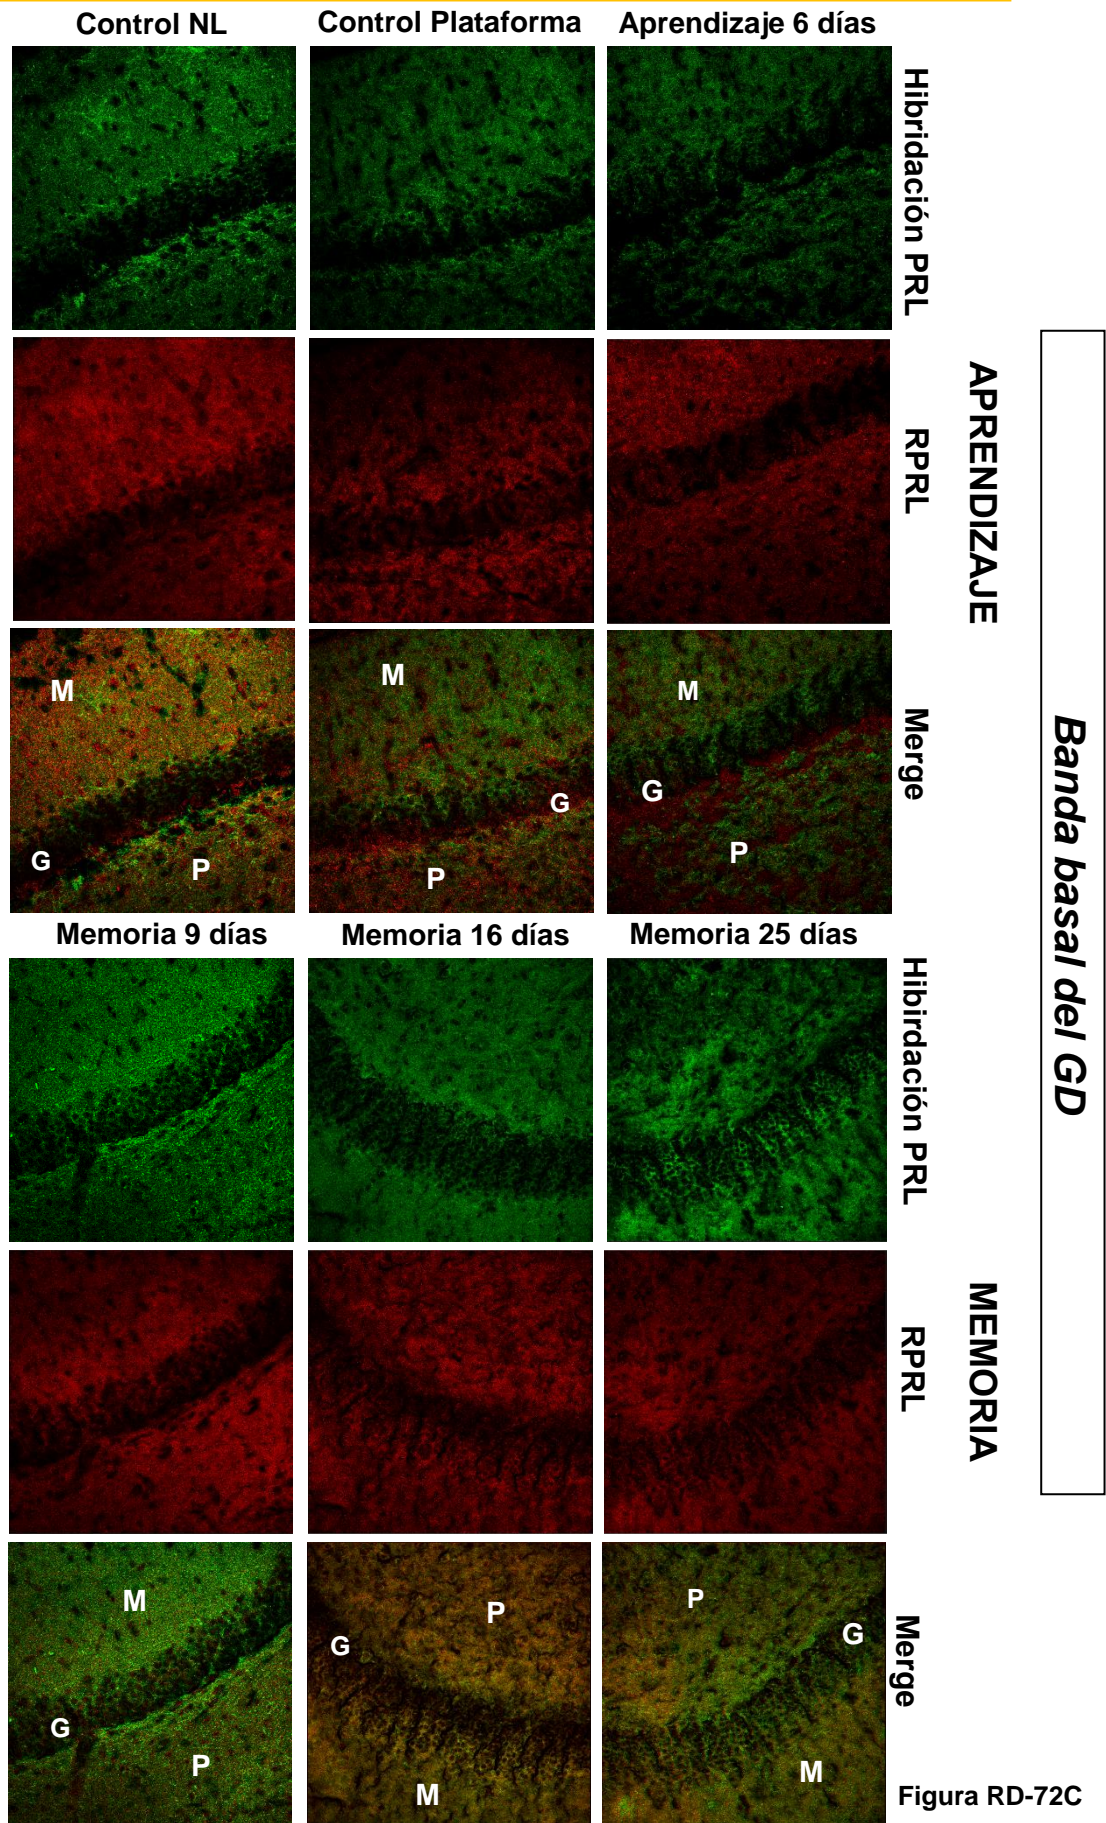 Control NL
Control Plataforma
Aprendizaje 6 días
Hibridación PRL
RPRL
APRENDIZAJE
M
G
P
M
G
P
M
G
P
Merge
Banda basal del GD
Memoria 9 días
Memoria 16 días
Memoria 25 días
Hibirdación PRL
RPRL
MEMORIA
M
G
P
P
G
M
P
G
M
Merge
Figura RD-72C